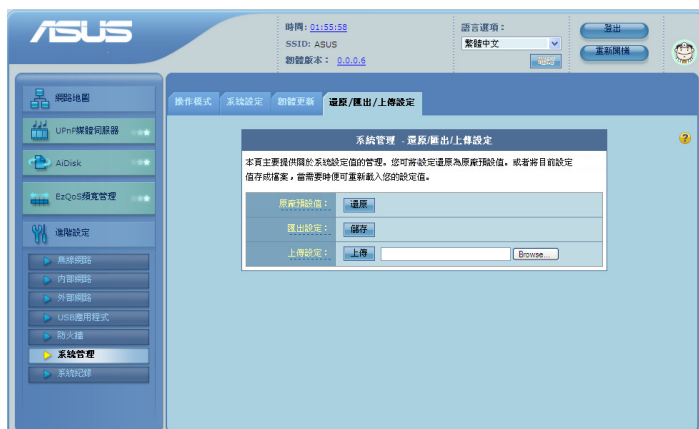 ASUS
時間：01:55:58
SSID: ASUS
韌體版本： 0.0.0.6
語言選項：
繁體中文
確認
登出
重新開機
網路地圖
UPnP媒體伺服器
AiDisk
EzQoS頻寬管理
進階設定
無線網路
內部網路
外部網路
USB應用程式
防火牆
系統管理
系統紀錄
操作模式 系統設定 韌體更新 還原/匯出/上傳設定
系統管理 - 還原/匯出/上傳設定
本頁主要提供關於系統設定值的管理。您可將設定還原為原廠預設值。或者將目前設定
值存成檔案，當需要時便可重新載入您的設定值。
原廠預設值： 還原
匯出設定： 儲存
上傳設定： 上傳 Browse...